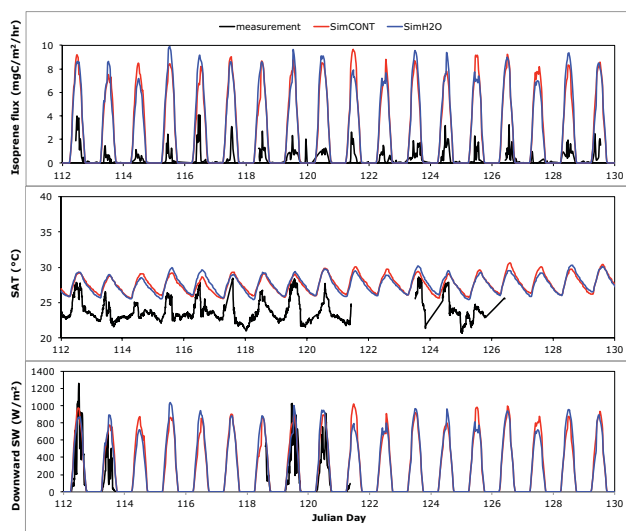 measurement SimCONT SimH2O
Isoprene flux (mgC/m²/hr)
10
8
6
4
2
0
112 114 116 118 120 122 124 126 128 130
SAT (°C)
40
35
30
25
20
112 114 116 118 120 122 124 126 128 130
Downward SW (W/m²)
1400
1200
1000
800
600
400
200
0
112 114 116 118 120 122 124 126 128 130
Julian Day